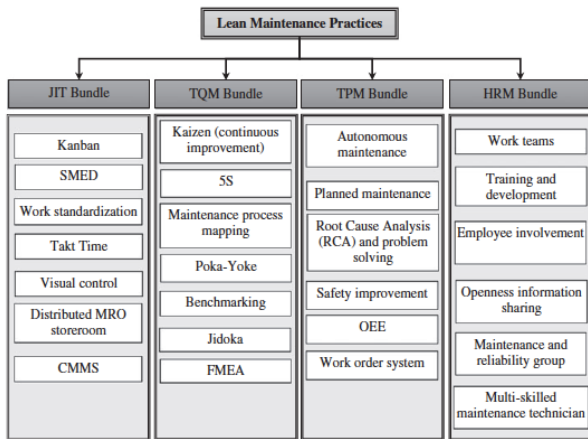 Lean Maintenance Practices
JIT Bundle
TQM Bundle
TPM Bundle
HRM Bundle
Kanban
SMED
Work standardization
Takt Time
Visual control
Distributed MRO
storeroom
CMMS
Kaizen (continuous
improvement)
5S
Maintenance process
mapping
Poka-Yoke
Benchmarking
Jidoka
FMEA
Autonomous
maintenance
Planned maintenance
Root Cause Analysis
(RCA) and problem
solving
Safety improvement
OEE
Work order system
Work teams
Training and
development
Employee involvement
Openness information
sharing
Maintenance and
reliability group
Multi-skilled
maintenance technician